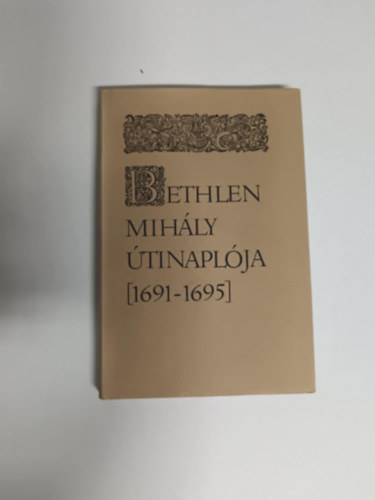 BETHLEN
MIHÁLY
ÚTINAPLÓJA
[1691-1695]